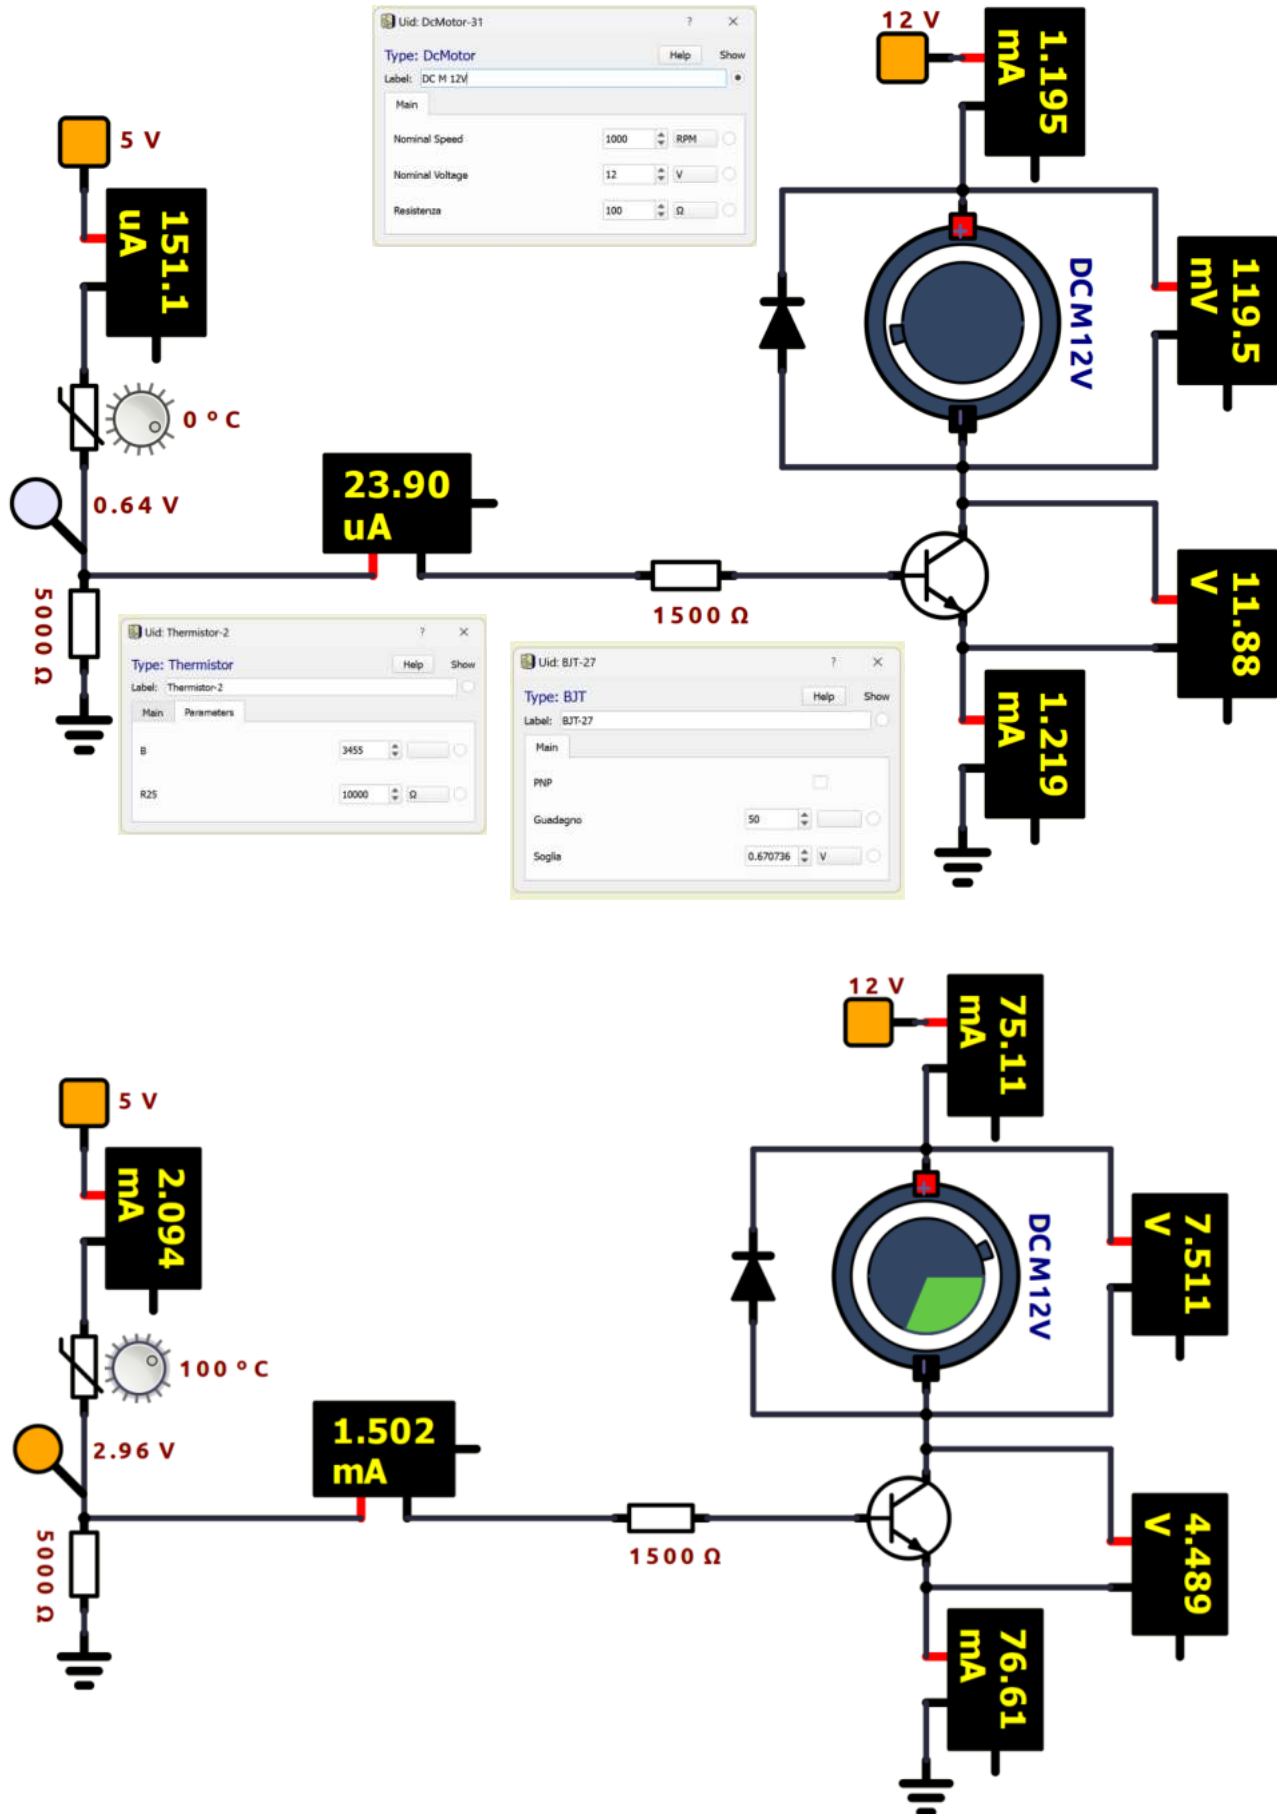 Uid: DcMotor-31
?
×
Type: DcMotor
Help
Show
Label:
DC M 12V
Main
Nominal Speed
1000
RPM
Nominal Voltage
12
V
Resistenza
100
Ω
12 V
1.195
mA
5 V
151.1
uA
DC M 12V
119.5
mV
0 º C
0.64 V
23.90
uA
5000 Ω
1500 Ω
11.88
V
1.219
mA
Uid: Thermistor-2
?
×
Type: Thermistor
Help
Show
Label:
Thermistor-2
Main
Parameters
B
3455
R25
10000
Ω
Uid: BJT-27
?
×
Type: BJT
Help
Show
Label:
BJT-27
Main
PNP
Guadagno
50
Soglia
0.670736
V
12 V
75.11
mA
5 V
2.094
mA
DC M 12V
7.511
V
100 º C
2.96 V
1.502
mA
5000 Ω
1500 Ω
4.489
V
76.61
mA